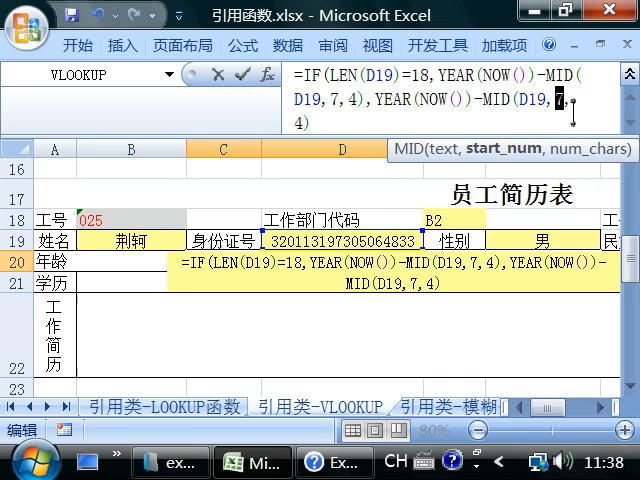 引用函数.xlsx - Microsoft Excel
开始 插入 页面布局 公式 数据 审阅 视图 开发工具 加载项
VLOOKUP
=IF(LEN(D19)=18,YEAR(NOW())-MID(
D19,7,4),YEAR(NOW())-MID(D19,7,
4)
MID(text, start_num, num_chars)
A B C D E F
16
17 员工简历表
18 工号 025 工作部门代码 B2
19 姓名 荆轲 身份证号 320113197305064833 性别 男
20 年龄 =IF(LEN(D19)=18,YEAR(NOW())-MID(D19,7,4),YEAR(NOW())-
MID(D19,7,4)
21 学历
22 工作简历
23
引用类-LOOKUP函数 引用类-VLOOKUP 引用类-模糊
编辑 80%
ex... Mi... Ex... CH 11:38